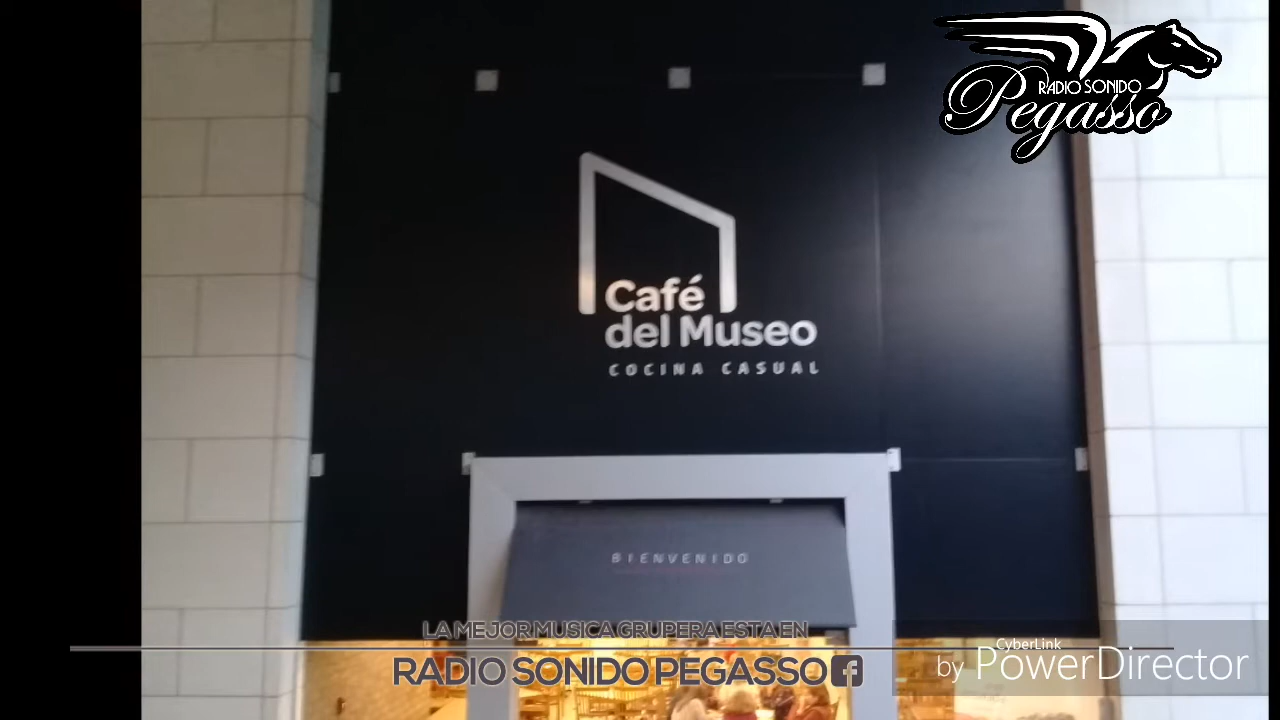 RADIO SONIDO
Pegasso
Café
del Museo
COCINA CASUAL
BIENVENIDO
LA MEJOR MUSICA GRUPERA ESTA EN
RADIO SONIDO PEGASSO
CyberLink
by PowerDirector